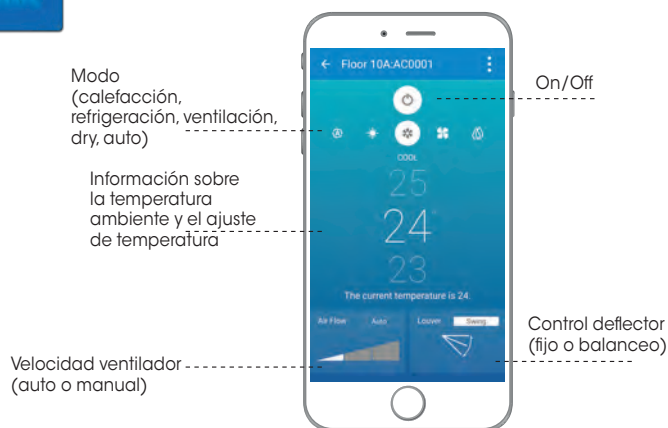 Floor 10A:AC0001
On/Off
Modo
(calefacción,
refrigeración, ventilación,
dry, auto)
COOL
25
Información sobre
la temperatura
ambiente y el ajuste
de temperatura
24
23
The current temperature is 24.
Air Flow Auto Louver Swing
Control deflector
(fijo o balanceo)
Velocidad ventilador
(auto o manual)